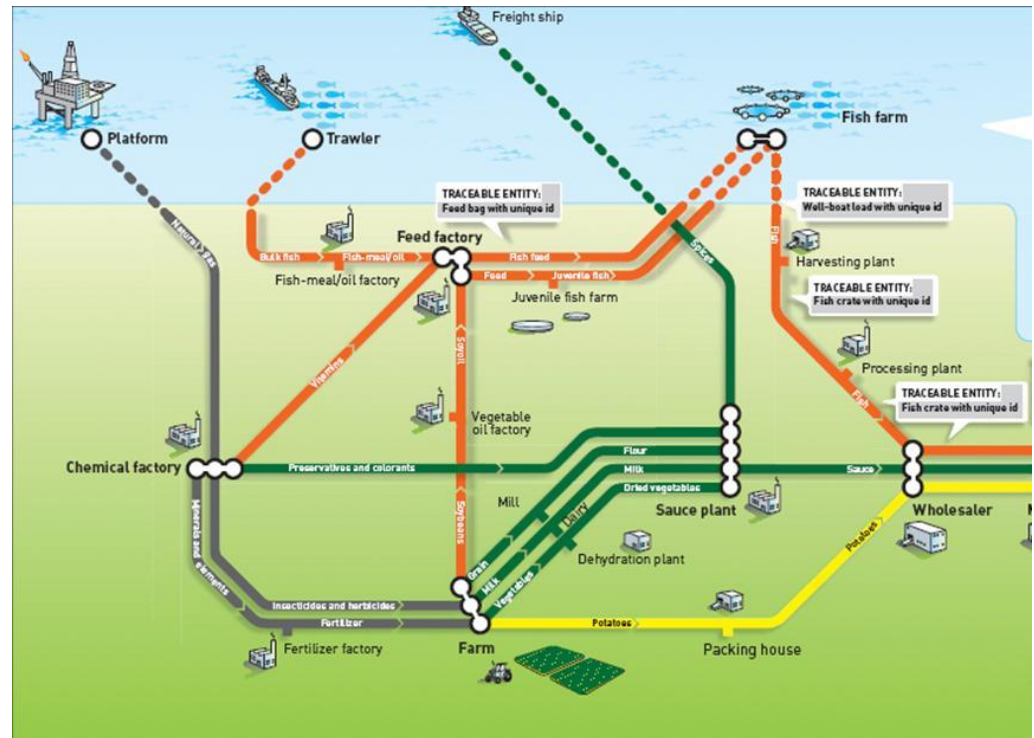 Freight ship
Platform
Trawler
Fish farm
TRACEABLE ENTITY:
Feed bag with unique id
TRACEABLE ENTITY:
Well-boat load with unique id
Natural gas
Bulk fish
Fish-meal/oil
Feed factory
Fish feed
Feed
Juvenile fish
Fish-meal/oil factory
Juvenile fish farm
Spices
Fish
Harvesting plant
TRACEABLE ENTITY:
Fish crate with unique id
Vitamins
Soyoil
Processing plant
Fish
TRACEABLE ENTITY:
Fish crate with unique id
Vegetable
oil factory
Chemical factory
Preservatives and colorants
Flour
Milk
Dried vegetables
Sauce
Sauce plant
Wholesaler
Minerals and
elements
Soybeans
Mill
Dairy
Dehydration plant
Grain
Milk
Vegetables
Potatoes
Insecticides and herbicides
Fertilizer
Potatoes
Fertilizer factory
Farm
Packing house